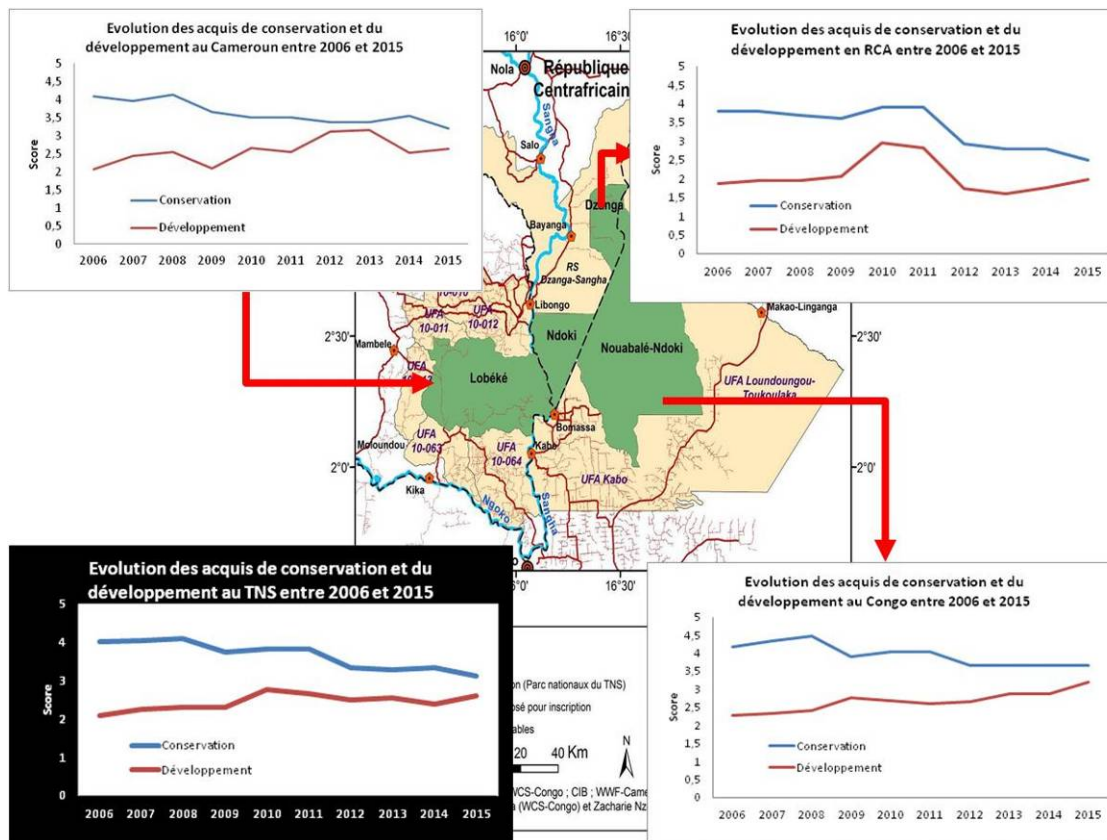 Evolution des acquis de conservation et du
développement au Cameroun entre 2006 et 2015
Score
5
4,5
4
3,5
3
2,5
2
1,5
1
0,5
0
Conservation
Développement
2006 2007 2008 2009 2010 2011 2012 2013 2014 2015
Evolution des acquis de conservation et du
développement en RCA entre 2006 et 2015
Score
5
4,5
4
3,5
3
2,5
2
1,5
1
0,5
0
Conservation
Développement
2006 2007 2008 2009 2010 2011 2012 2013 2014 2015
16°0'
16°30
Nola
République
Centrafricain
Sangha
Salo
Dzanga
Bayanga
RS
Dzanga-Sangha
Libongo
Makao-Linganga
UFA
10-011
UFA
10-012
2°30'
2°30'
Mambele
Ndoki
Nouabalé-Ndoki
UFA
Lobéké
UFA Loundoungou-
Toukoulaka
Bomassa
Moloundou
UFA
10-063
UFA
10-064
Kabo
2°0'
2°0'
Kika
UFA Kabo
Ngoko
Sangha
16°0'
16°30
Evolution des acquis de conservation et du
développement au TNS entre 2006 et 2015
Score
5
4
3
2
1
0
Conservation
Développement
2006 2007 2008 2009 2010 2011 2012 2013 2014 2015
on (Parc nationaux du TNS)
osé pour inscription
ables
20 40 Km
N
WCS-Congo ; CIB ; WWF-Came
a (WCS-Congo) et Zacharie Nz
Evolution des acquis de conservation et du
développement au Congo entre 2006 et 2015
Score
5
4,5
4
3,5
3
2,5
2
1,5
1
0,5
0
Conservation
Développement
2006 2007 2008 2009 2010 2011 2012 2013 2014 2015